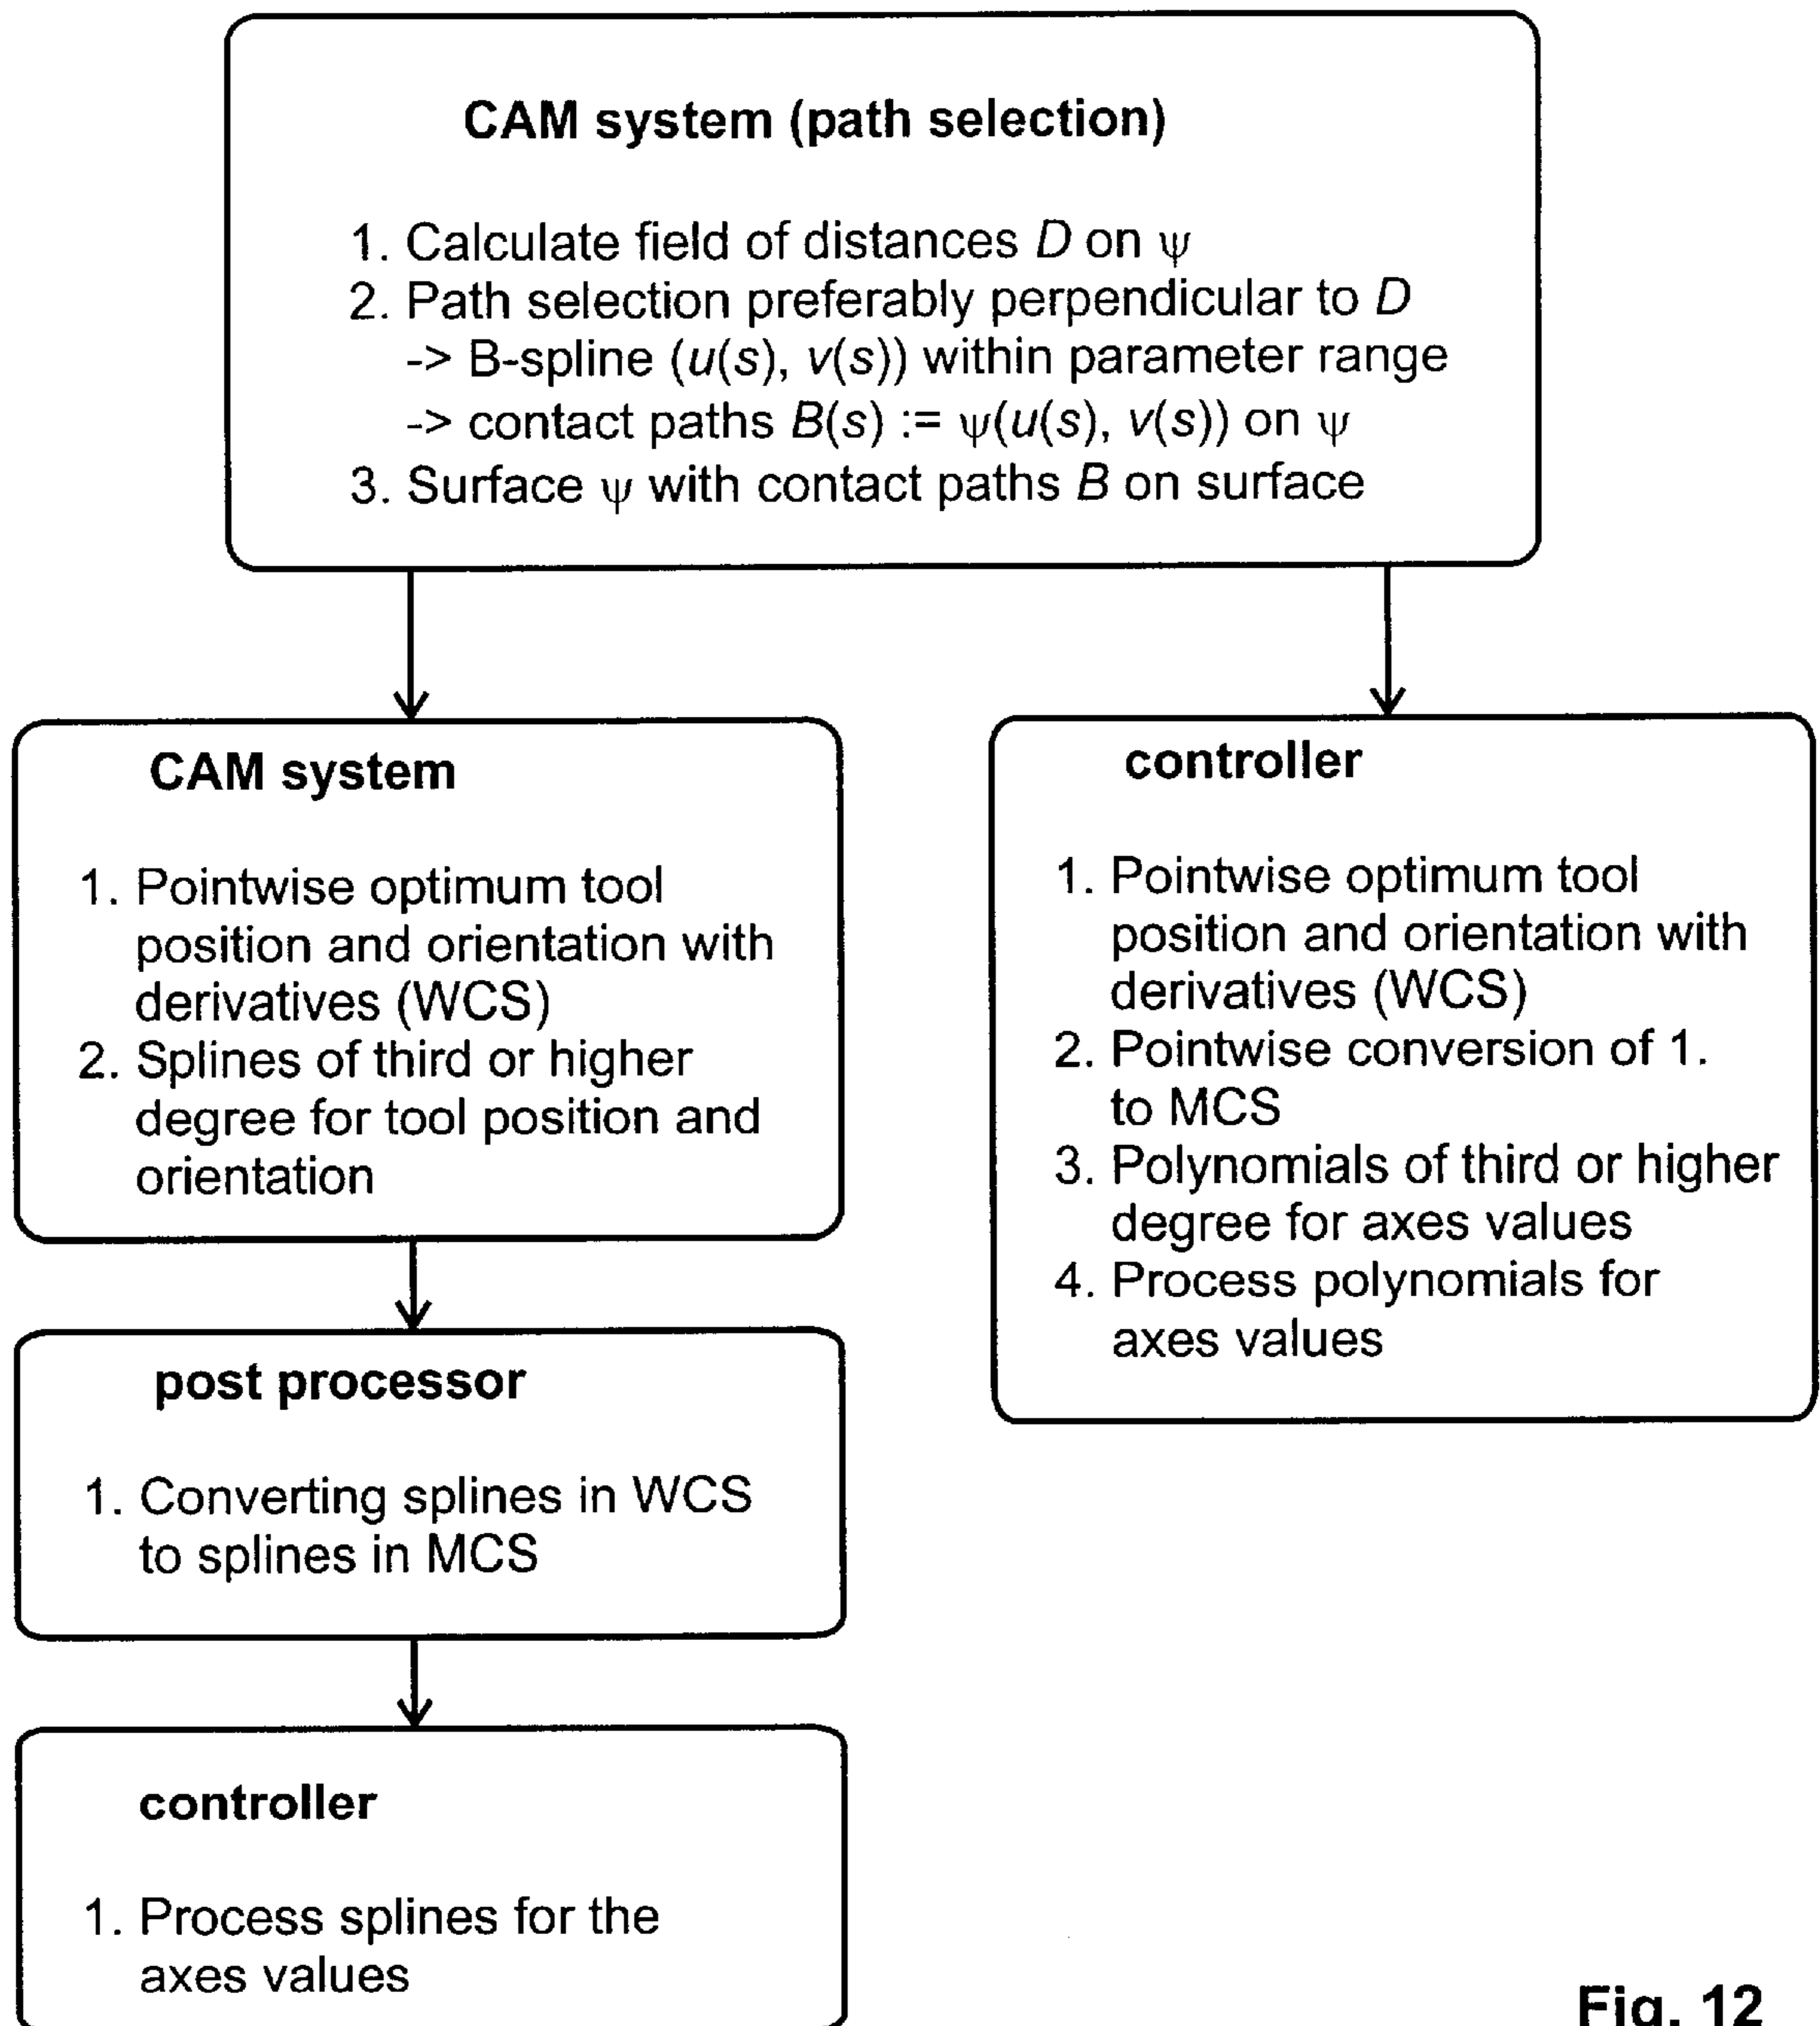 CAM system (path selection)
1. Calculate field of distances D on ψ
2. Path selection preferably perpendicular to D
-> B-spline (u(s), v(s)) within parameter range
-> contact paths B(s) := ψ(u(s), v(s)) on ψ
3. Surface ψ with contact paths B on surface
CAM system
1. Pointwise optimum tool
position and orientation with
derivatives (WCS)
2. Splines of third or higher
degree for tool position and
orientation
post processor
1. Converting splines in WCS
to splines in MCS
controller
1. Process splines for the
axes values
controller
1. Pointwise optimum tool
position and orientation with
derivatives (WCS)
2. Pointwise conversion of 1.
to MCS
3. Polynomials of third or higher
degree for axes values
4. Process polynomials for
axes values
Fig. 12